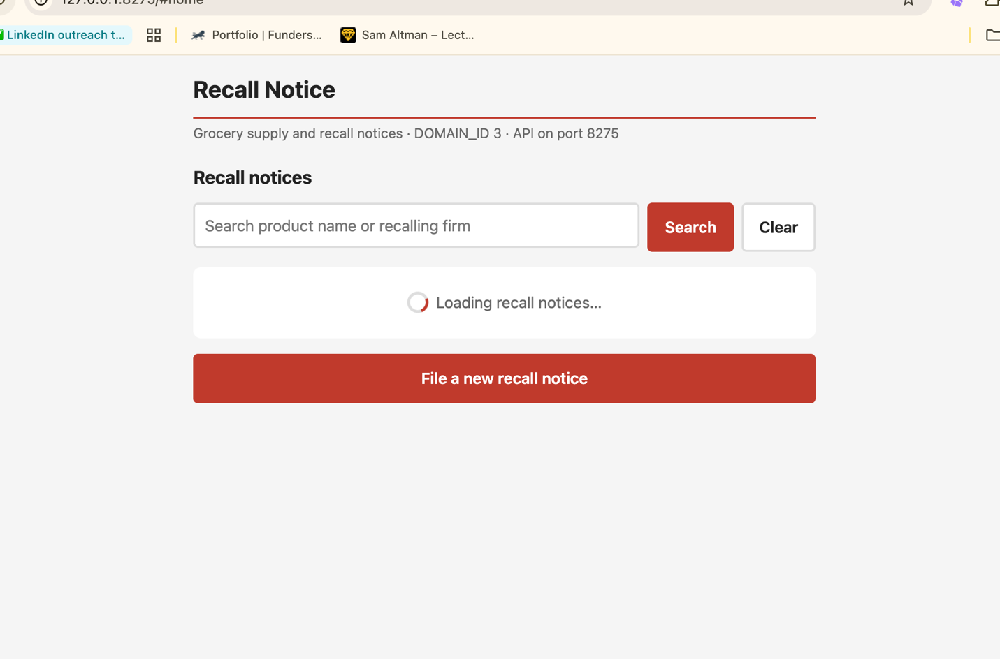 127.0.0.1:8275/#home
LinkedIn outreach t...
Portfolio | Funders...
Sam Altman – Lect...
Recall Notice
Grocery supply and recall notices · DOMAIN_ID 3 · API on port 8275
Recall notices
Search product name or recalling firm
Search
Clear
Loading recall notices...
File a new recall notice